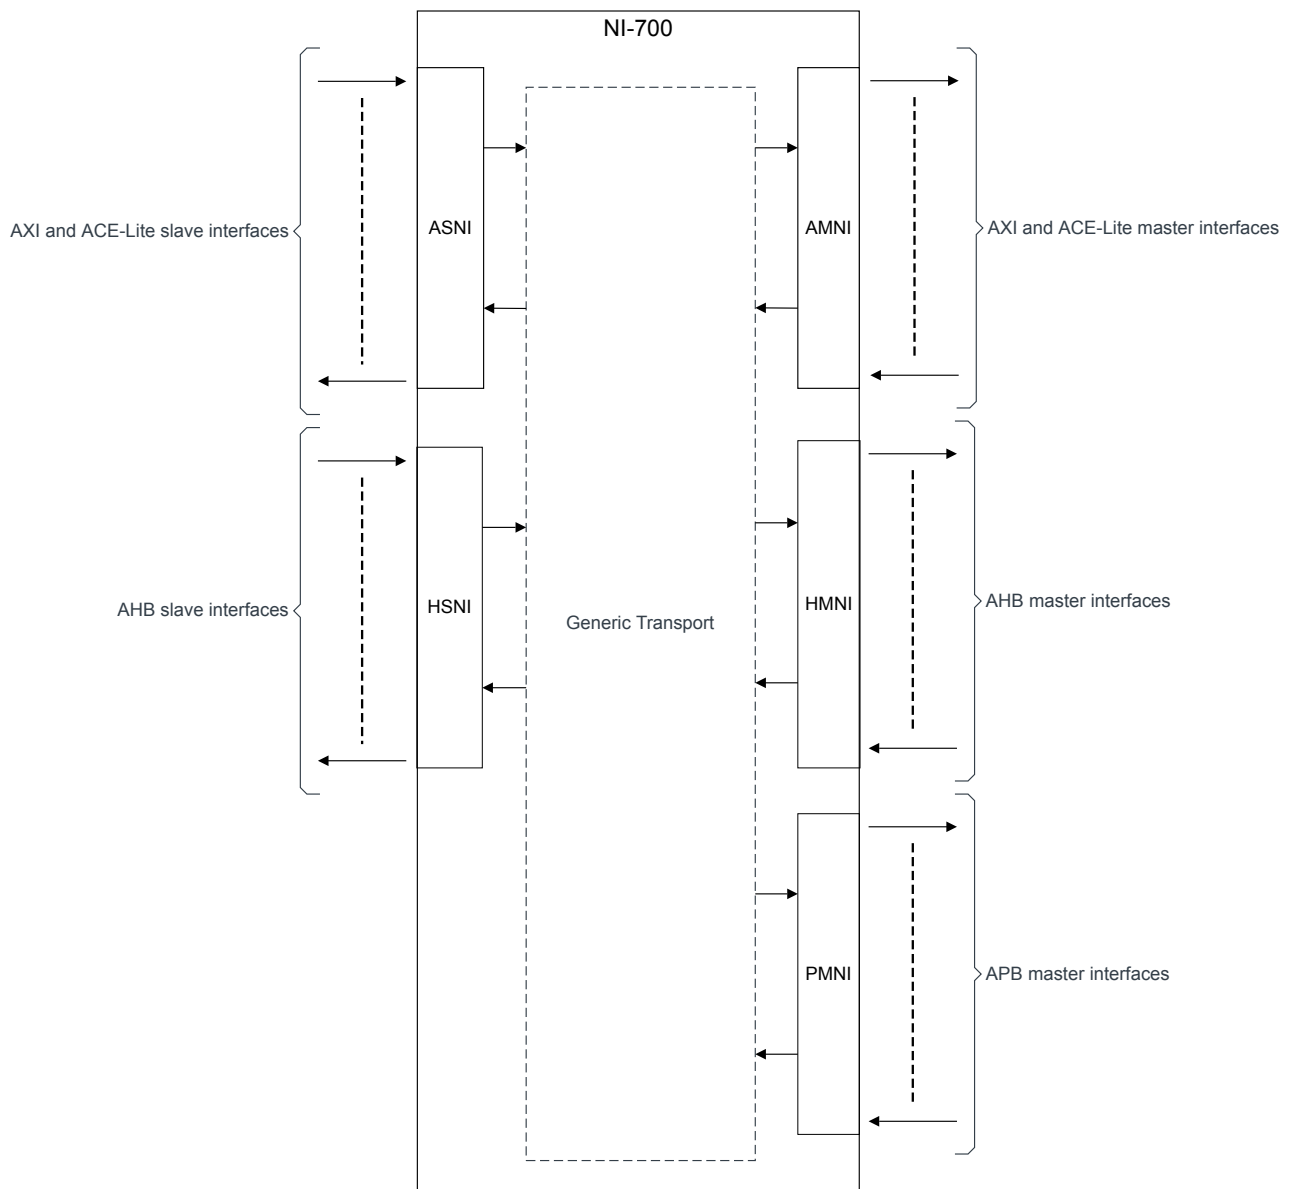 NI-700
AXI and ACE-Lite slave interfaces
ASNI
AMNI
AXI and ACE-Lite master interfaces
AHB slave interfaces
HSNI
Generic Transport
HMNI
AHB master interfaces
PMNI
APB master interfaces